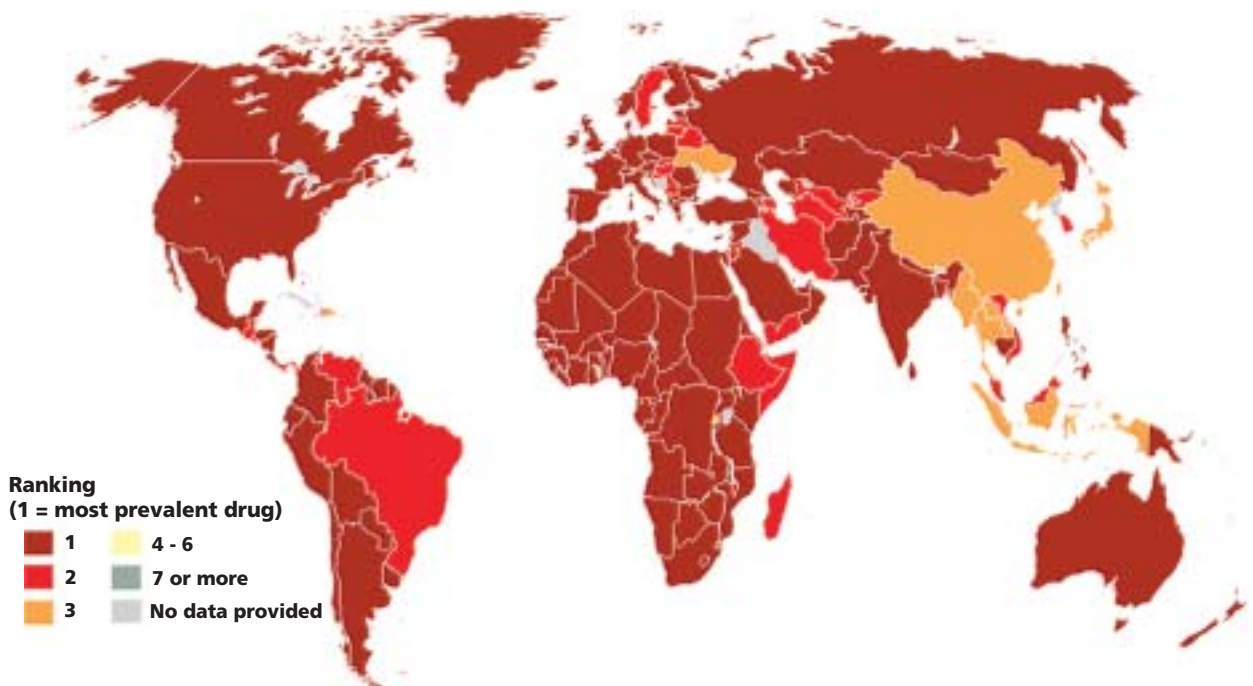 Ranking
(1 = most prevalent drug)
1
4 - 6
2
7 or more
3
No data provided